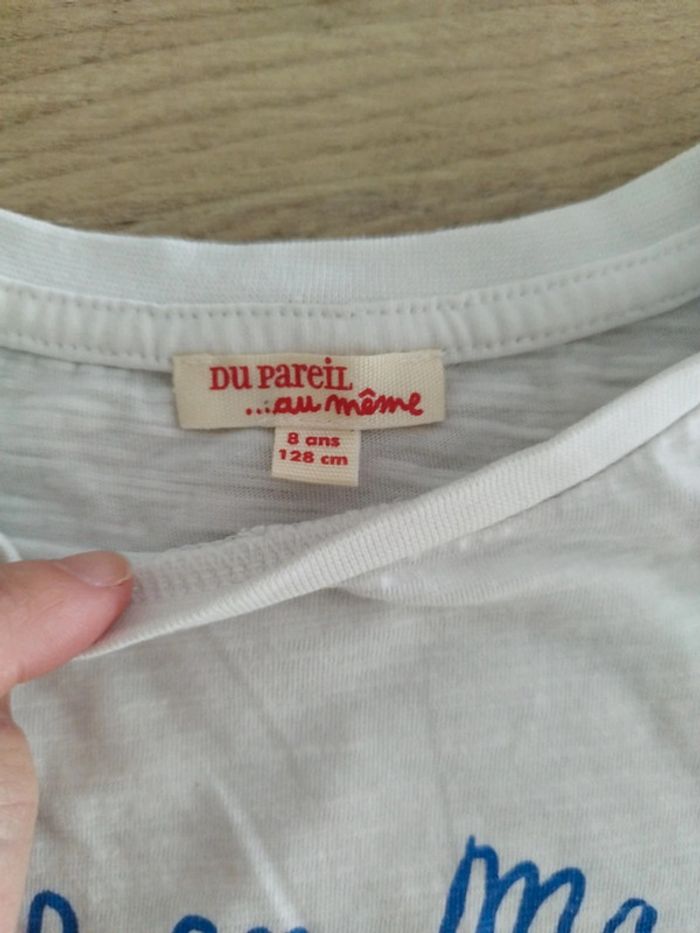 DU PAREIL
...au même
8 ans
128 cm